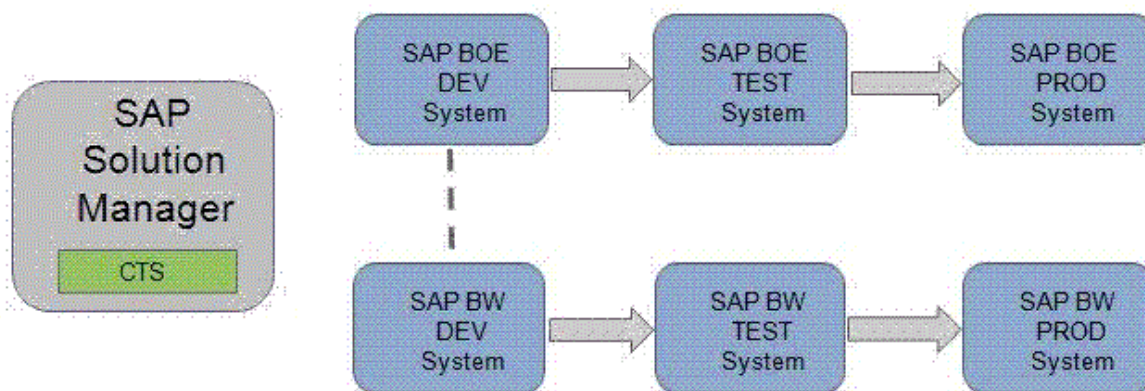 SAP
Solution
Manager
CTS
SAP BOE
DEV
System
SAP BOE
TEST
System
SAP BOE
PROD
System
SAP BW
DEV
System
SAP BW
TEST
System
SAP BW
PROD
System